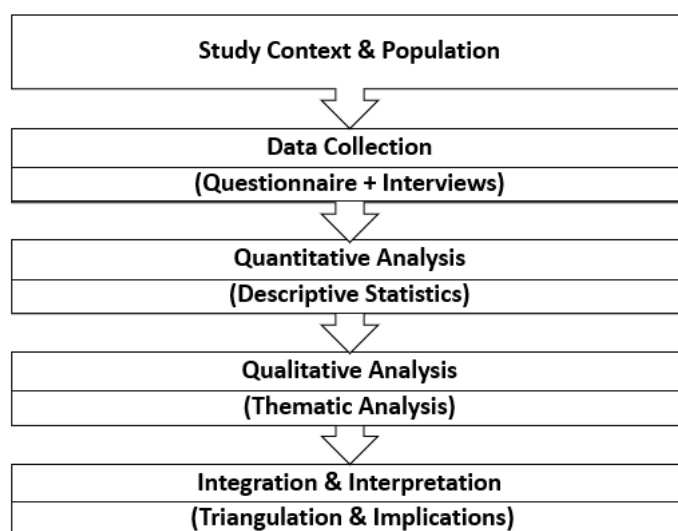 Study Context & Population
Data Collection
(Questionnaire + Interviews)
Quantitative Analysis
(Descriptive Statistics)
Qualitative Analysis
(Thematic Analysis)
Integration & Interpretation
(Triangulation & Implications)